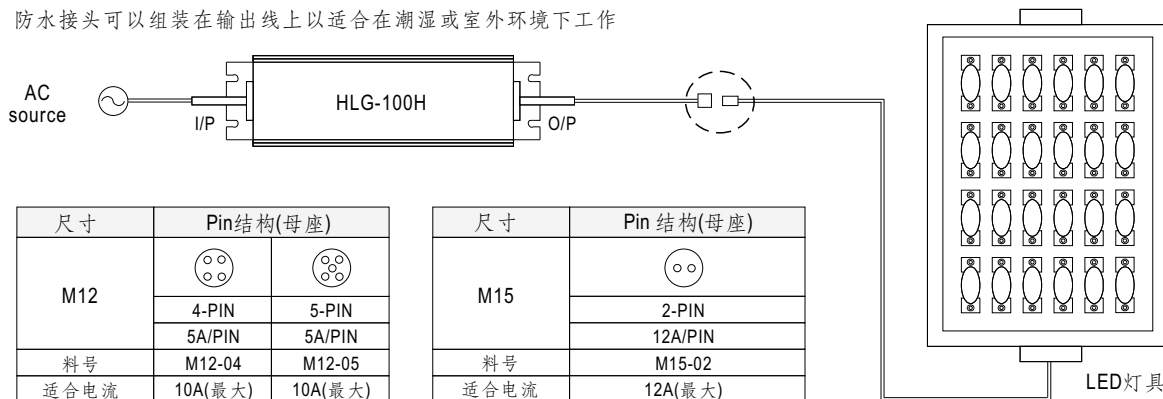 防水接头可以组装在输出线上以适合在潮湿或室外环境下工作
AC
source
I/P
HLG-100H
O/P
LED灯具
尺寸 Pin结构(母座)
M12
4-PIN 5-PIN
5A/PIN 5A/PIN
料号 M12-04 M12-05
适合电流 10A(最大) 10A(最大)
尺寸 Pin 结构(母座)
M15
2-PIN
12A/PIN
料号 M15-02
适合电流 12A(最大)